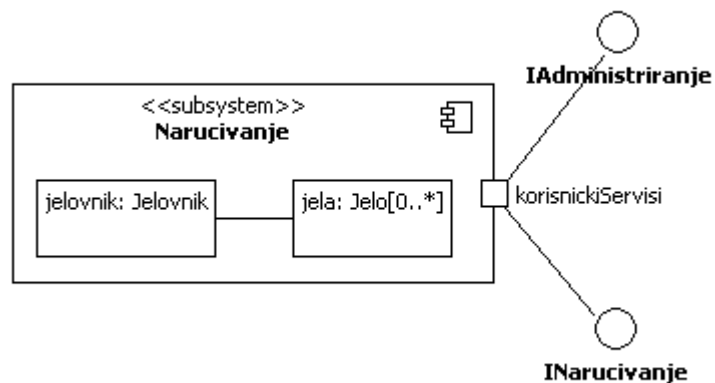 IAdministriranje
<<subsystem>>
Narucivanje
jelovnik: Jelovnik
jela: Jelo[0..*]
korisnickiServisi
INarucivanje